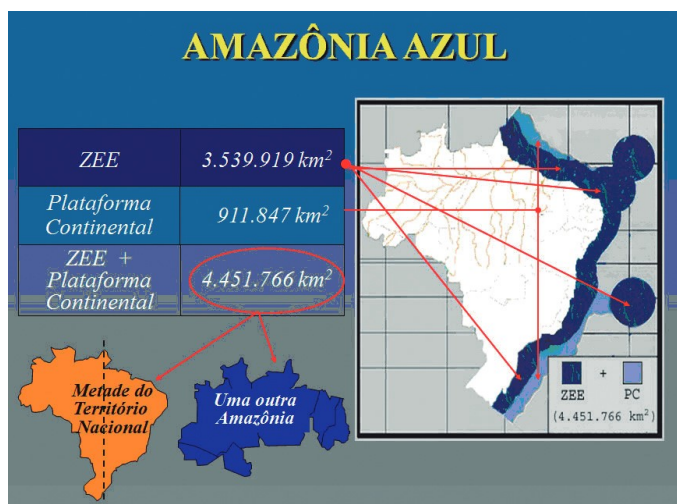 AMAZÔNIA AZUL
ZEE
3.539.919 km²
Plataforma
Continental
911.847 km²
ZEE +
Plataforma
Continental
4.451.766 km²
Metade do
Território
Nacional
Uma outra
Amazônia
ZEE + PC
(4.451.766 km²)